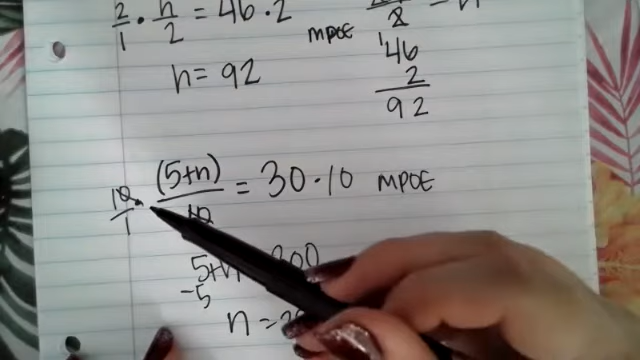 2/1 · n/2 = 46 · 2
MPOE
n = 92
46
2
92
10/1 · (5+n)/10 = 30 · 10 MPOE
-5
n =